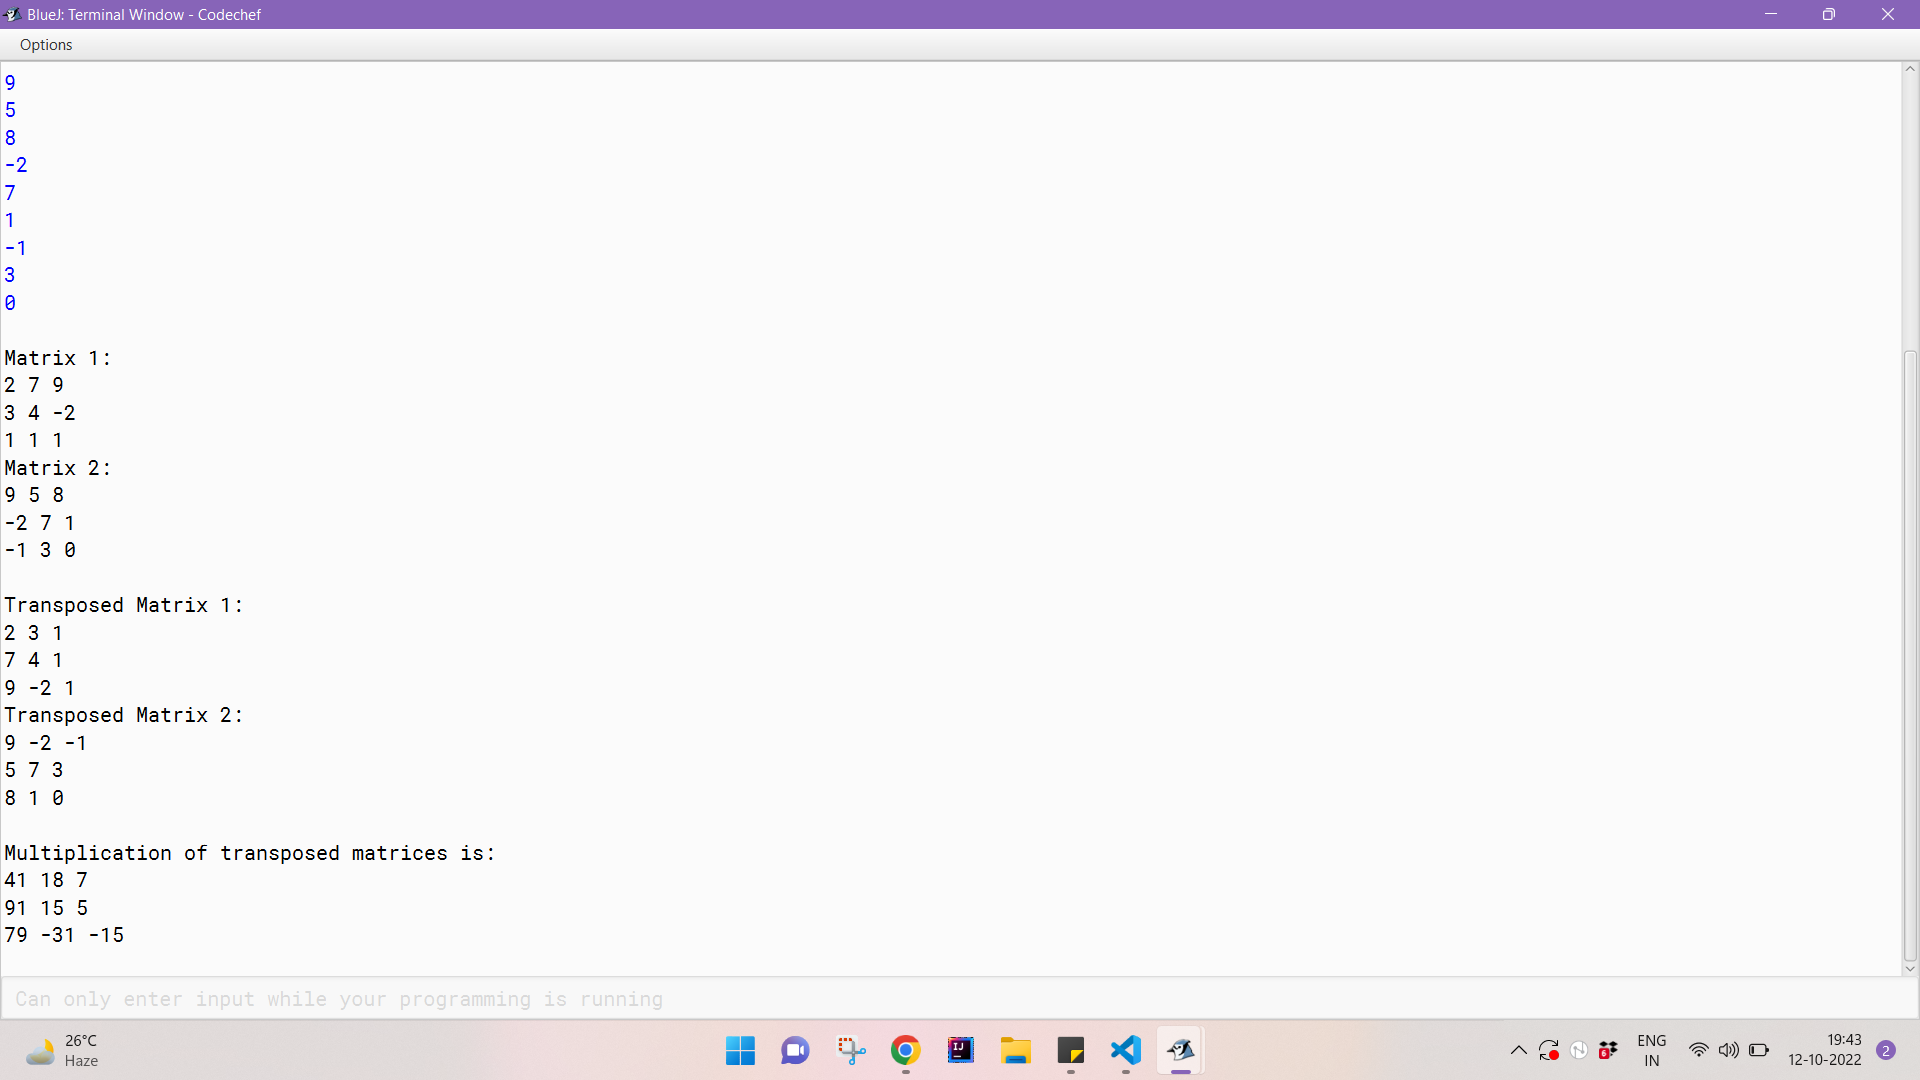 BlueJ: Terminal Window - Codechef
Options
9
5
8
-2
7
1
-1
3
0
Matrix 1:
2 7 9
3 4 -2
1 1 1
Matrix 2:
9 5 8
-2 7 1
-1 3 0
Transposed Matrix 1:
2 3 1
7 4 1
9 -2 1
Transposed Matrix 2:
9 -2 -1
5 7 3
8 1 0
Multiplication of transposed matrices is:
41 18 7
91 15 5
79 -31 -15
Can only enter input while your programming is running
26°C
Haze
IJ
6
ENG
IN
19:43
12-10-2022
2